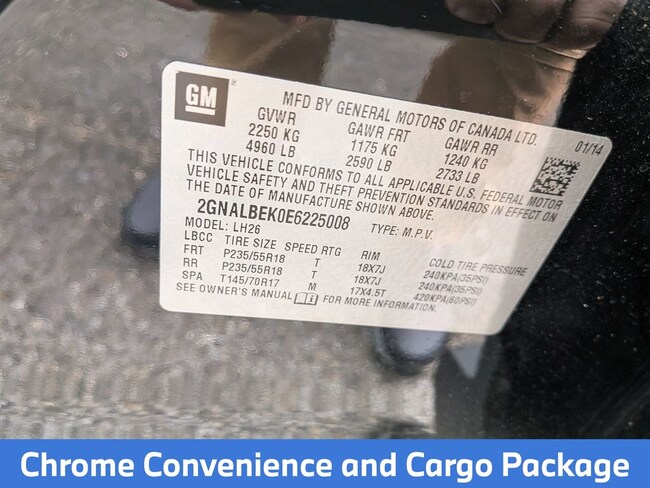 GM
MFD BY GENERAL MOTORS OF CANADA LTD.
GVWR GAWR FRT GAWR RR 01/14
2250 KG 1175 KG 1240 KG
4960 LB 2590 LB 2733 LB
THIS VEHICLE CONFORMS TO ALL APPLICABLE U.S. FEDERAL MOTOR
VEHICLE SAFETY AND THEFT PREVENTION STANDARDS IN EFFECT ON
THE DATE OF MANUFACTURE SHOWN ABOVE.
2GNALBEK0E6225008 TYPE: M.P.V.
MODEL: LH26
LBCC TIRE SIZE SPEED RTG RIM COLD TIRE PRESSURE
FRT P235/55R18 T 18X7J 240KPA(35PSI)
RR P235/55R18 T 18X7J 240KPA(35PSI)
SPA T145/70R17 M 17X4.5T 420KPA(60PSI)
SEE OWNER'S MANUAL FOR MORE INFORMATION.
Chrome Convenience and Cargo Package